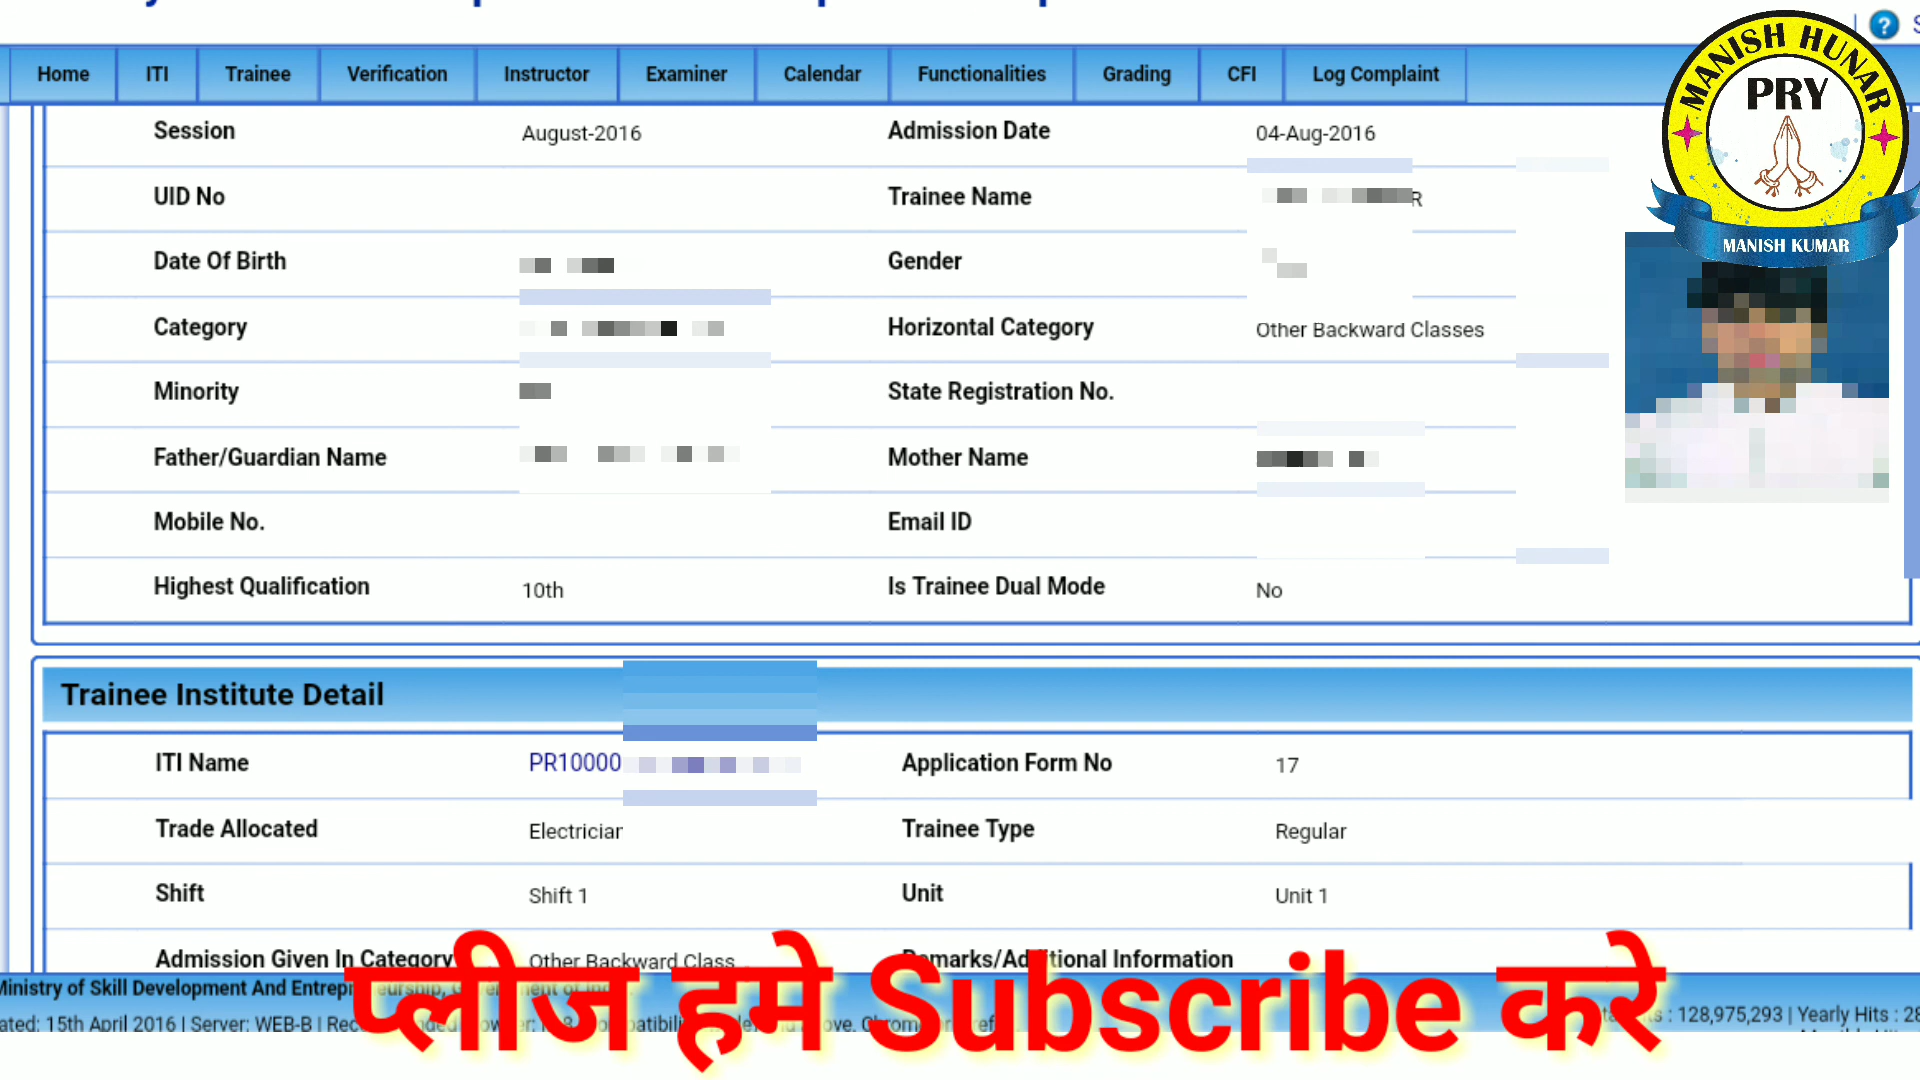 Home ITI Trainee Verification Instructor Examiner Calendar Functionalities Grading CFI Log Complaint
MANISH HUNAR
PRY
MANISH KUMAR
Session August-2016 Admission Date 04-Aug-2016
UID No Trainee Name R
Date Of Birth Gender
Category Horizontal Category Other Backward Classes
Minority State Registration No.
Father/Guardian Name Mother Name
Mobile No. Email ID
Highest Qualification 10th Is Trainee Dual Mode No
Trainee Institute Detail
ITI Name PR10000 Application Form No 17
Trade Allocated Electrician Trainee Type Regular
Shift Shift 1 Unit Unit 1
Admission Given In Category Other Backward Class Remarks/Additional Information
Ministry of Skill Development And
15th April 2016 | Server: WEB-B | : 128,975,293 | Yearly Hits : 28
प्लीज हमे Subscribe करे